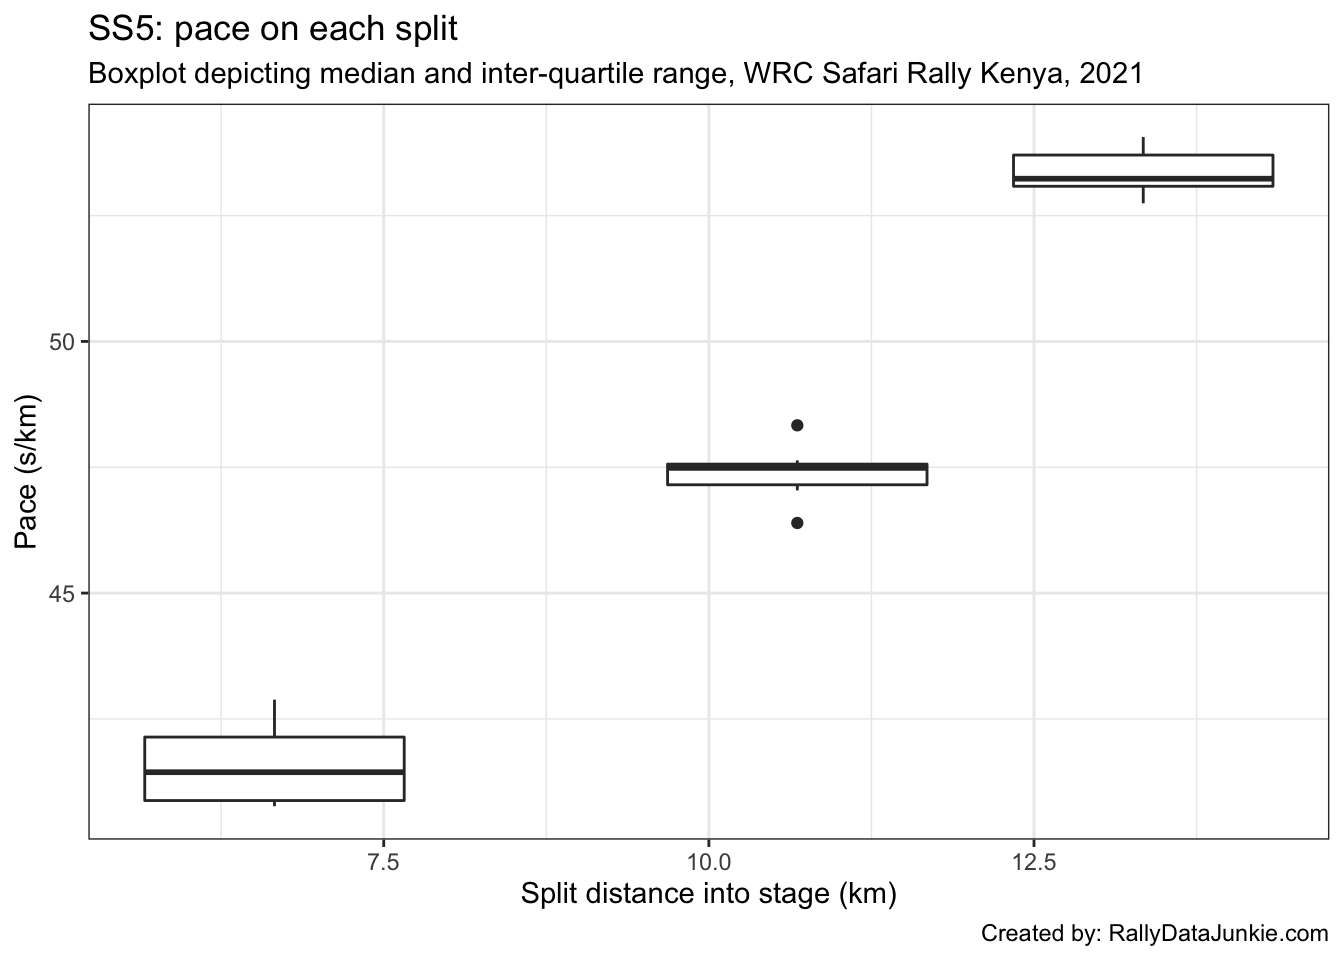 SS5: pace on each split
Boxplot depicting median and inter-quartile range, WRC Safari Rally Kenya, 2021
50
45
Pace (s/km)
7.5 10.0 12.5
Split distance into stage (km)
Created by: RallyDataJunkie.com